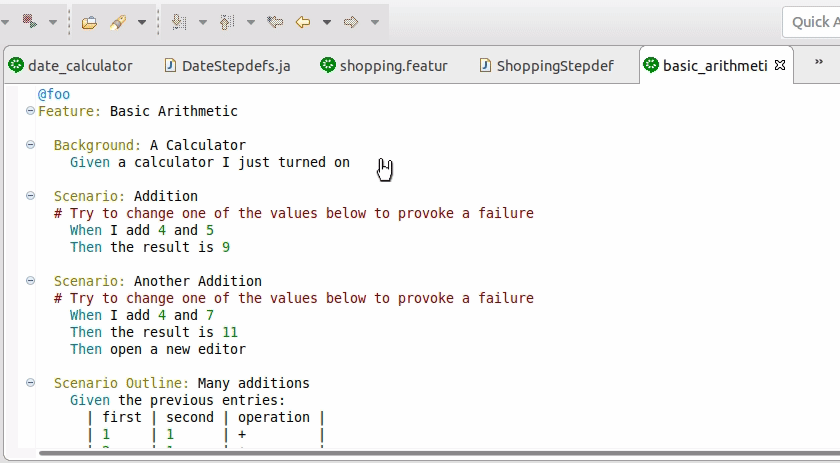 Quick A
date_calculator DateStepdefs.ja shopping.featur ShoppingStepdef basic_arithmeti
@foo
Feature: Basic Arithmetic
Background: A Calculator
Given a calculator I just turned on
Scenario: Addition
# Try to change one of the values below to provoke a failure
When I add 4 and 5
Then the result is 9
Scenario: Another Addition
# Try to change one of the values below to provoke a failure
When I add 4 and 7
Then the result is 11
Then open a new editor
Scenario Outline: Many additions
Given the previous entries:
| first | second | operation |
| 1 | 1 | + |